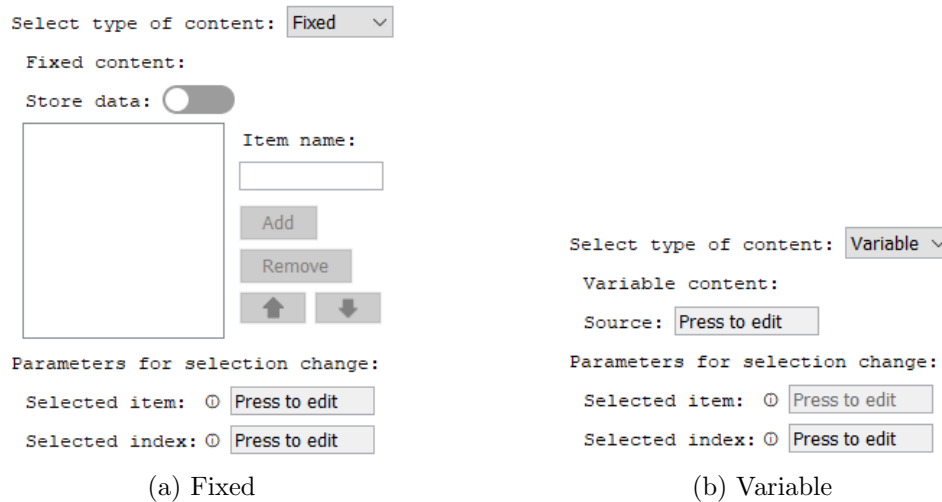 Select type of content: Fixed
Fixed content:
Store data:
Item name:
Add
Remove
Parameters for selection change:
Selected item: Press to edit
Selected index: Press to edit
(a) Fixed
Select type of content: Variable
Variable content:
Source: Press to edit
Parameters for selection change:
Selected item: Press to edit
Selected index: Press to edit
(b) Variable